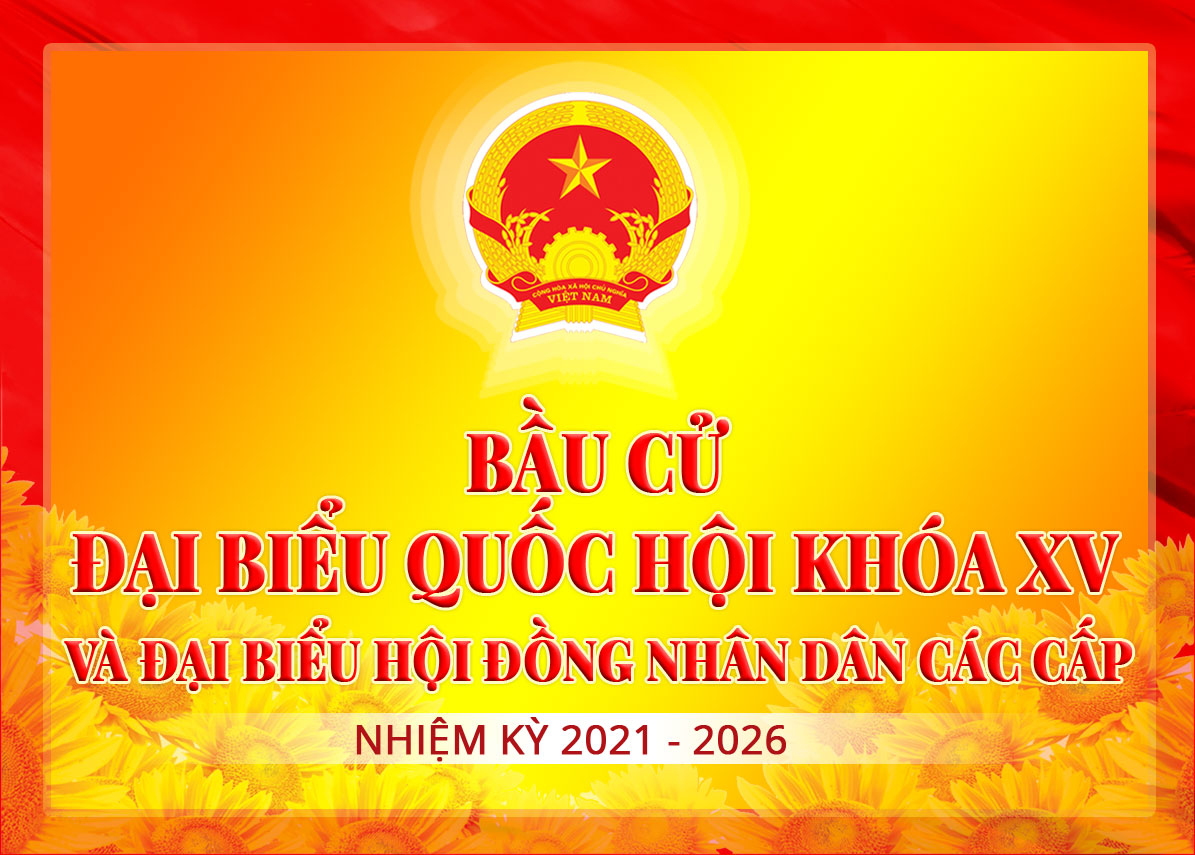 CỘNG HÒA XÃ HỘI CHỦ NGHĨA
VIỆT NAM
BẦU CỬ
ĐẠI BIỂU QUỐC HỘI KHÓA XV
VÀ ĐẠI BIỂU HỘI ĐỒNG NHÂN DÂN CÁC CẤP
NHIỆM KỲ 2021 - 2026